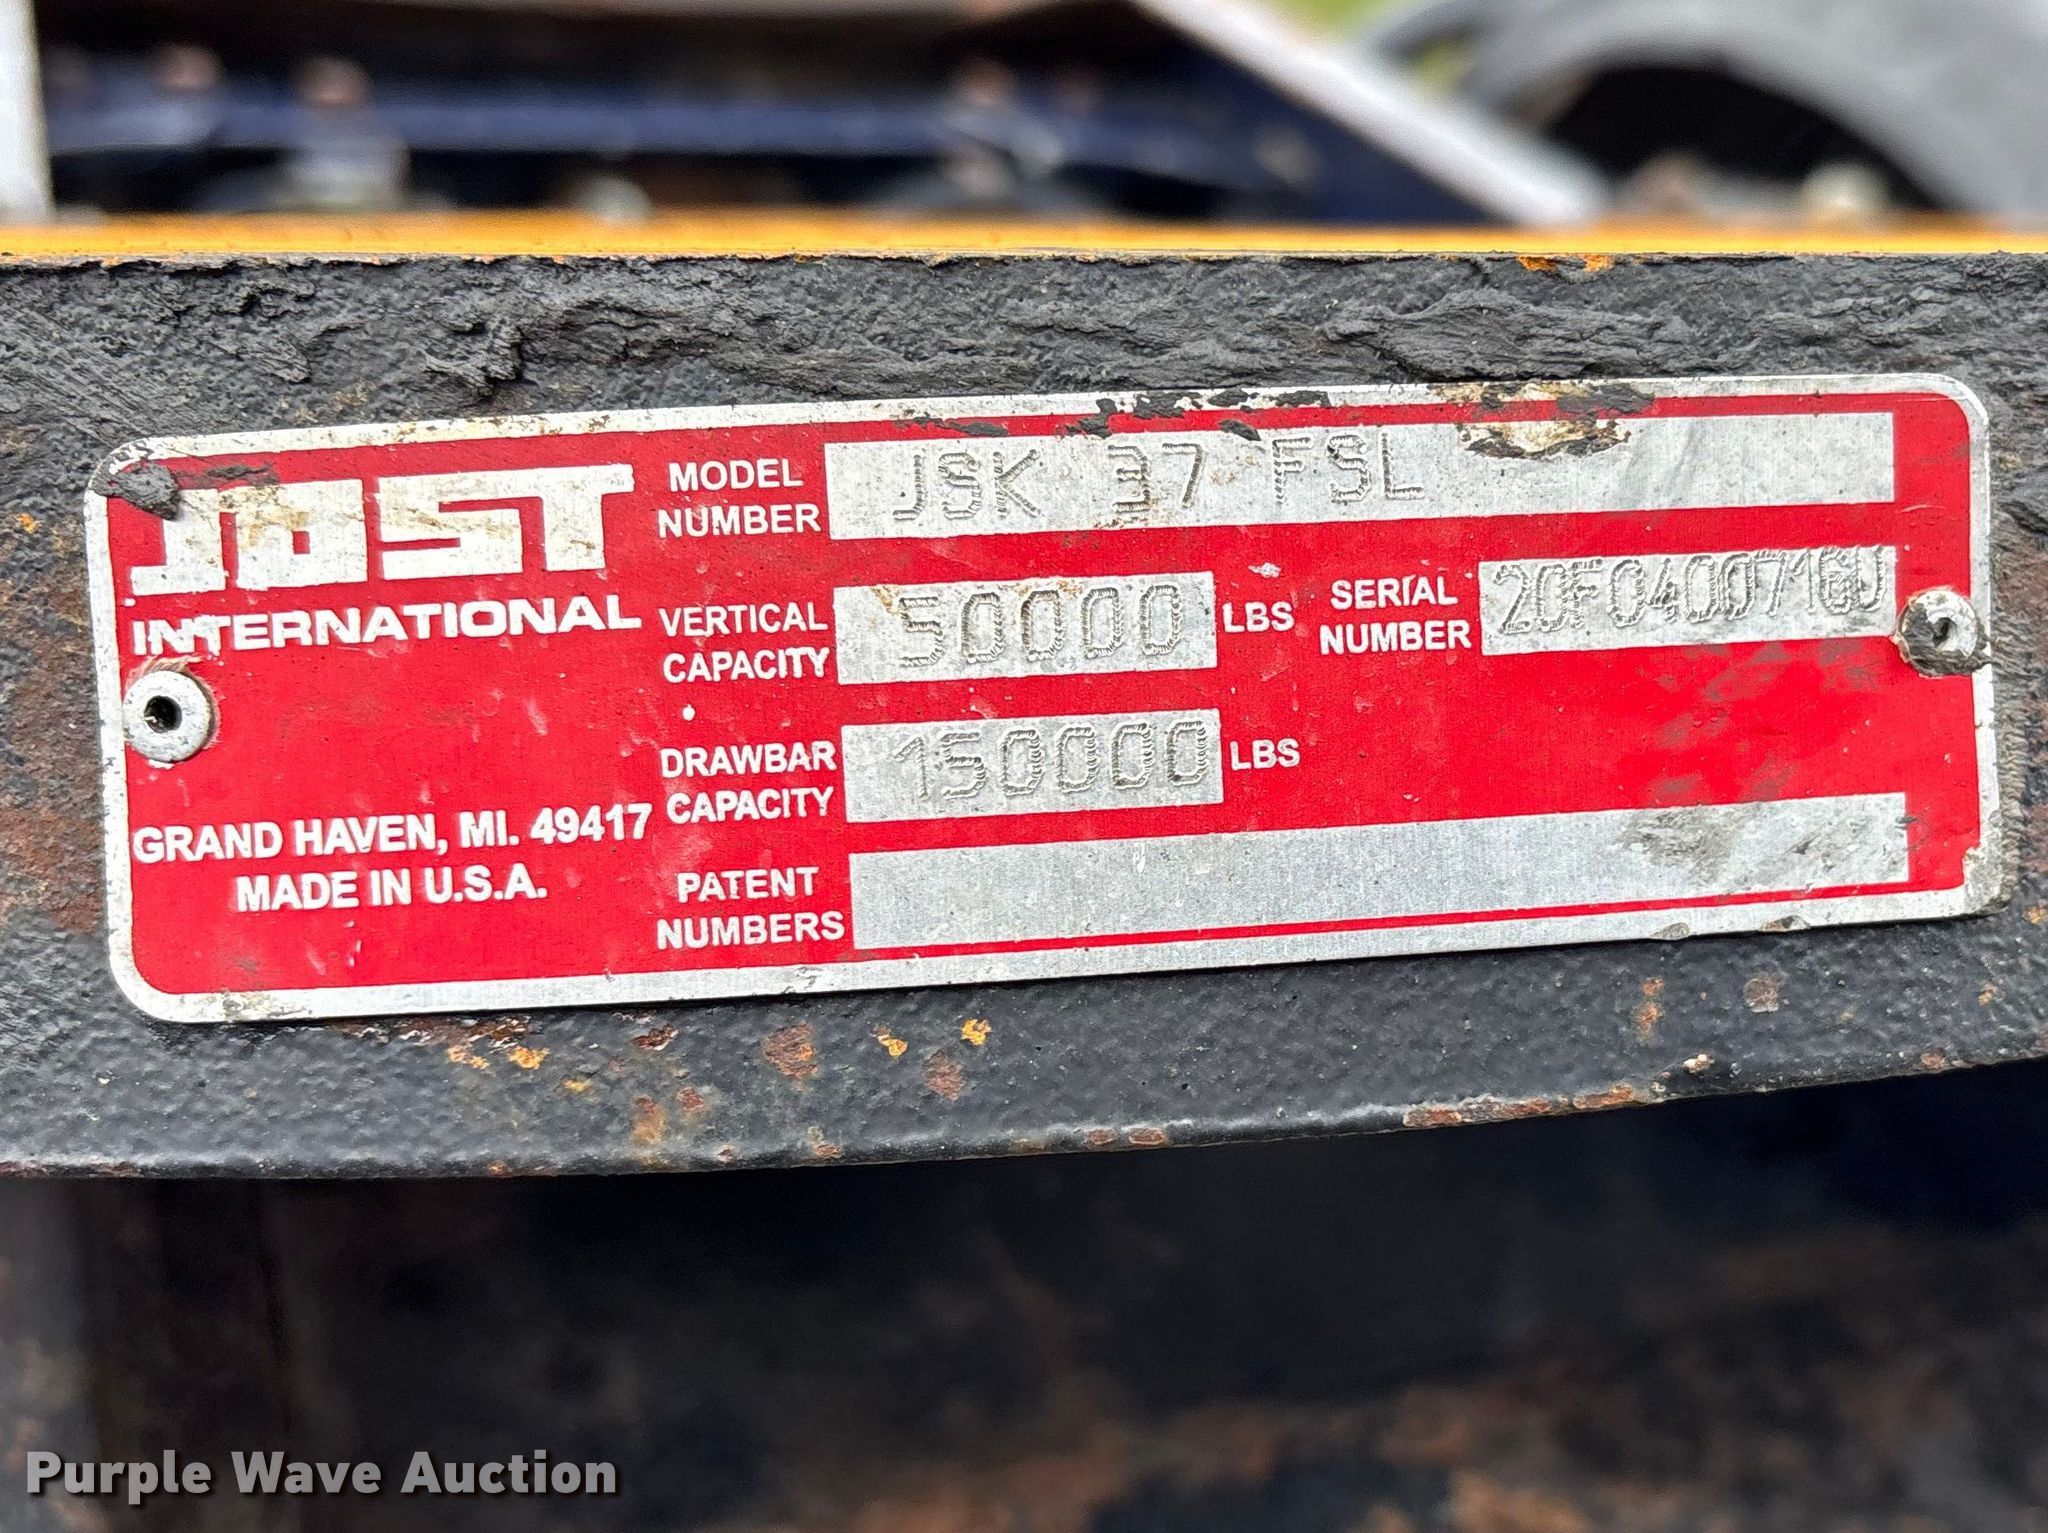 JOST
INTERNATIONAL
GRAND HAVEN, MI. 49417
MADE IN U.S.A.
MODEL NUMBER JSK 37 FSL
VERTICAL CAPACITY 50000 LBS
SERIAL NUMBER 20F0400716GU
DRAWBAR CAPACITY 150000 LBS
PATENT NUMBERS
Purple Wave Auction